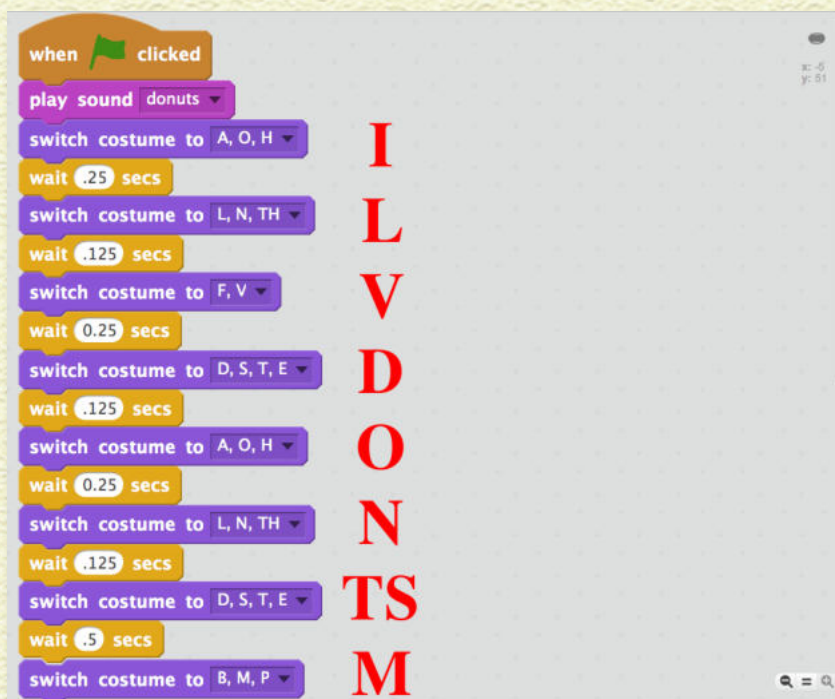 when clicked
x: -6
y: 51
play sound donuts
switch costume to A, O, H I
wait .25 secs
switch costume to L, N, TH L
wait .125 secs
switch costume to F, V V
wait 0.25 secs
switch costume to D, S, T, E D
wait .125 secs
switch costume to A, O, H O
wait 0.25 secs
switch costume to L, N, TH N
wait .125 secs
switch costume to D, S, T, E TS
wait .5 secs
switch costume to B, M, P M